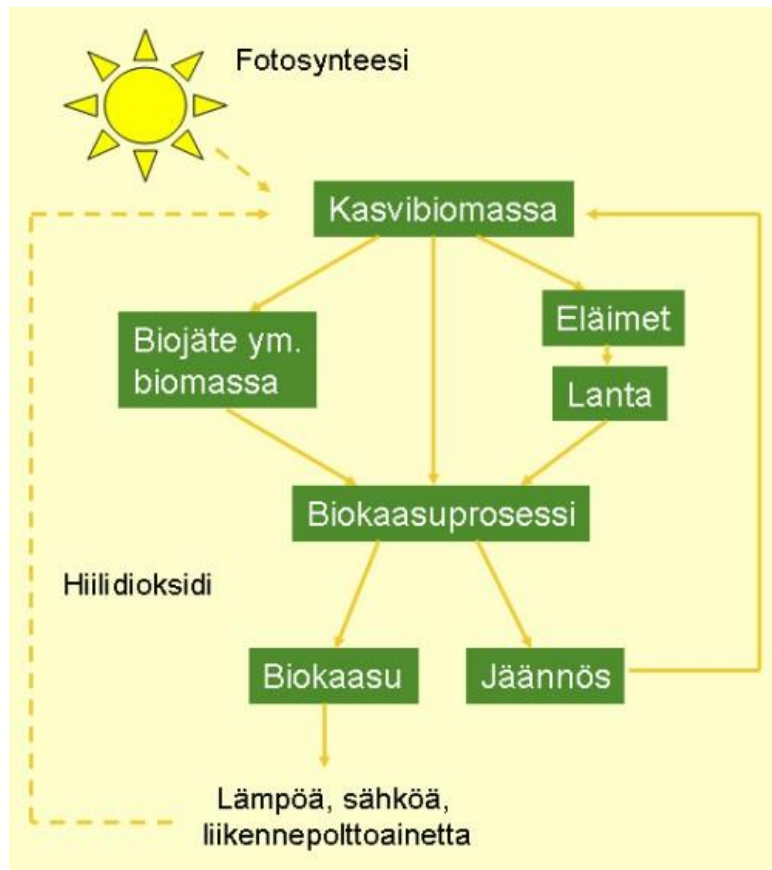 Fotosynteesi
Kasvibiomassa
Biojäte ym.
biomassa
Eläimet
Lanta
Biokaasuprosessi
Hiilidioksidi
Biokaasu
Jäännös
Lämpöä, sähköä,
liikennepolttoainetta